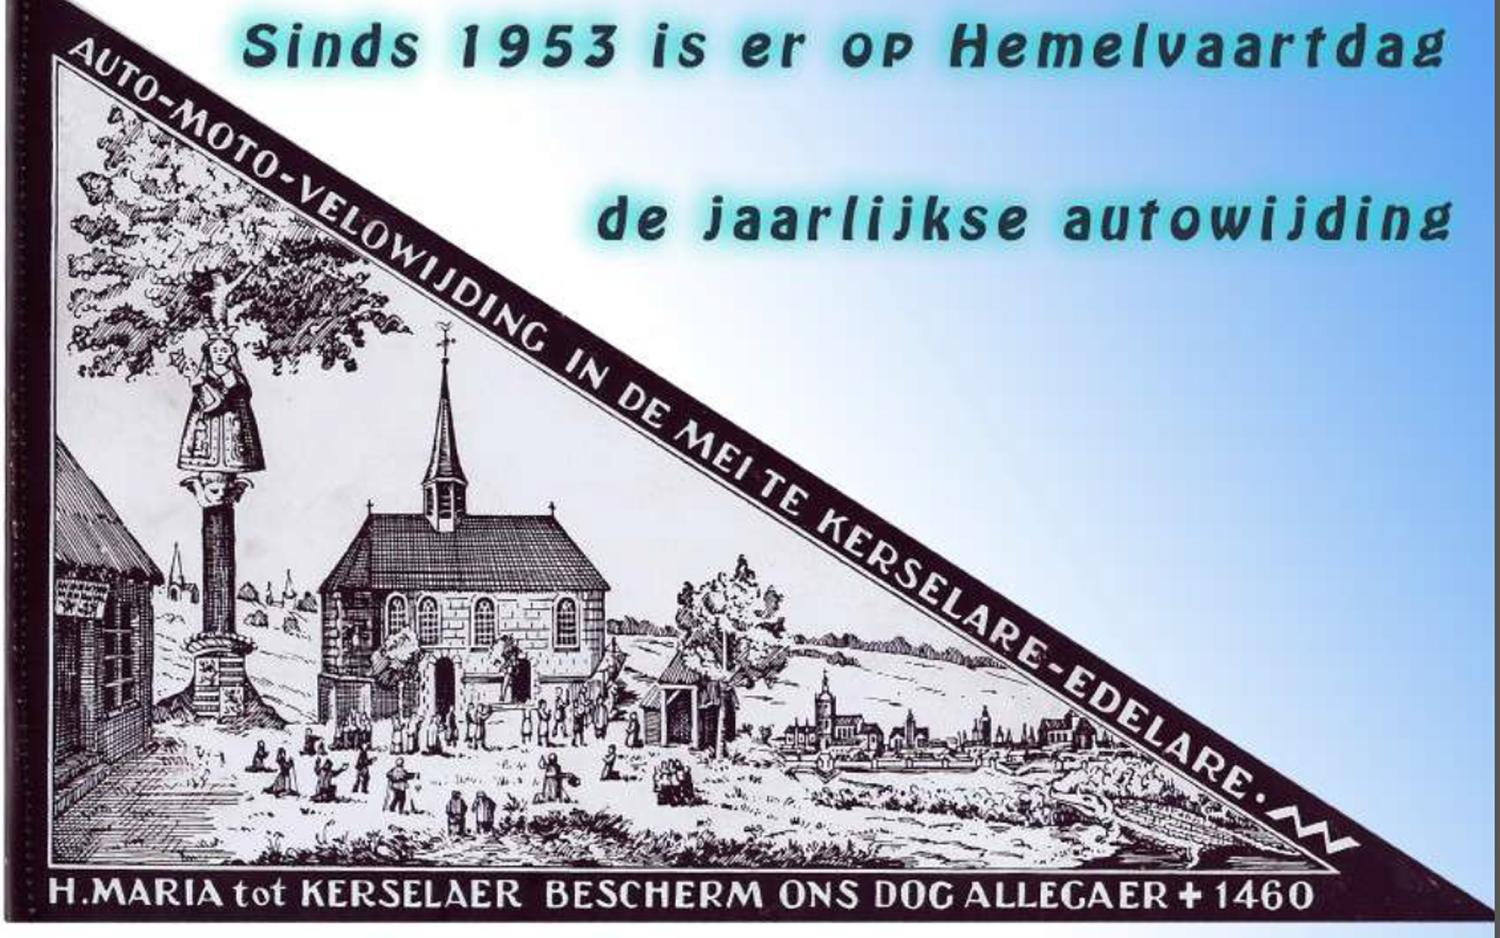 Sinds 1953 is er op Hemelvaartdag
de jaarlijkse autowijding
AUTO-MOTO-VELOWIJDING IN DE MEI TE KERSELARE-EDELARE.
H.MARIA tot KERSELAER BESCHERM ONS DOG ALLEGAER + 1460